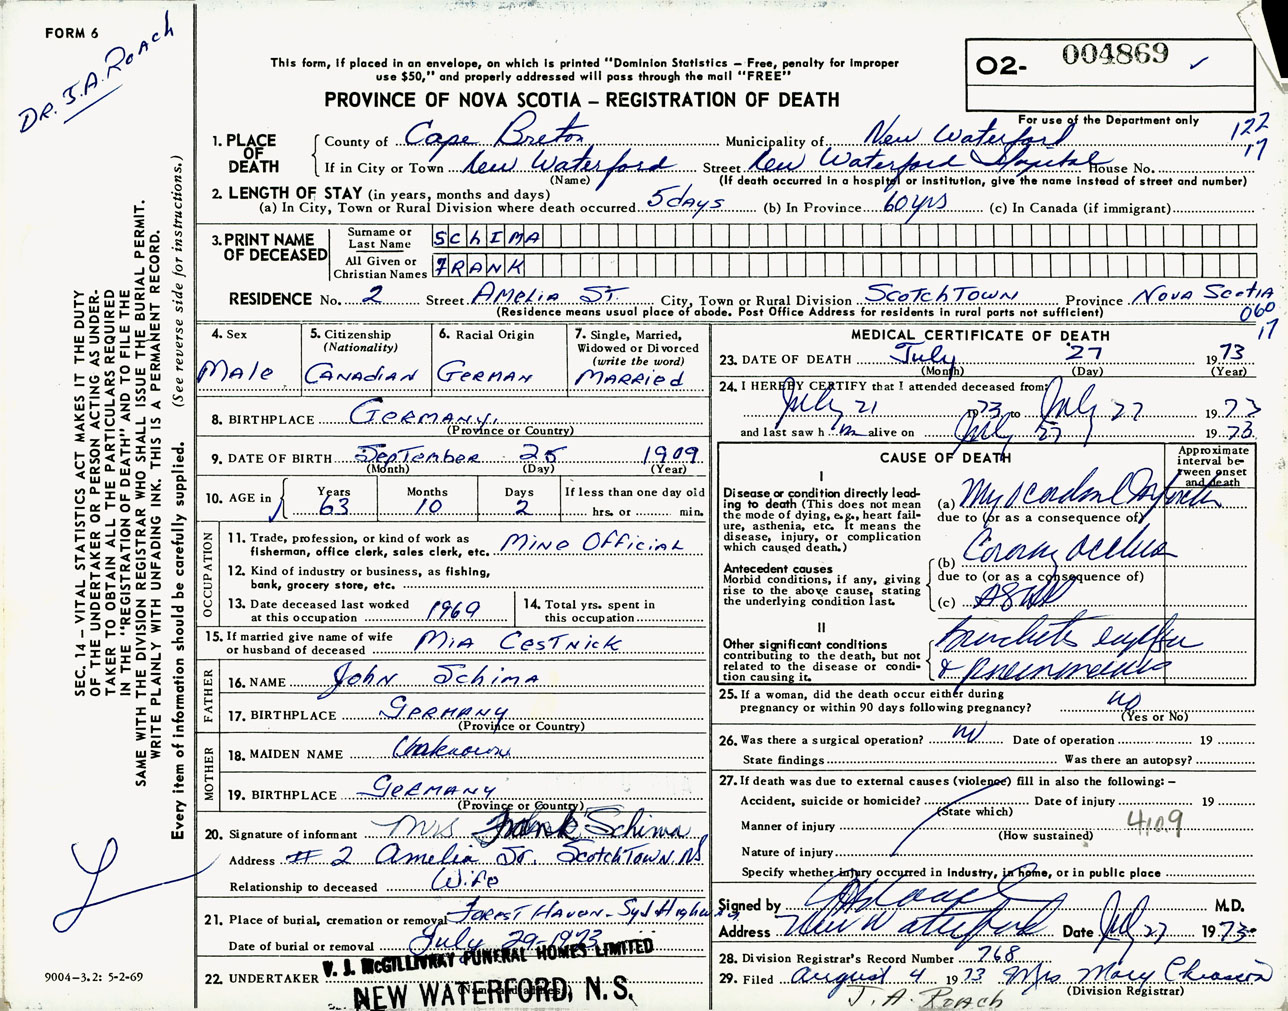 FORM 6
DR. J.A. ROACH
This form, if placed in an envelope, on which is printed "Dominion Statistics – Free, penalty for improper
use $50," and properly addressed will pass through the mail "FREE"
PROVINCE OF NOVA SCOTIA – REGISTRATION OF DEATH
O2- 004869 ✓
For use of the Department only
122
17
1. PLACE OF DEATH County of Cape Breton Municipality of New Waterford
If in City or Town New Waterford Street New Waterford Hospital House No.
(Name) (If death occurred in a hospital or institution, give the name instead of street and number)
2. LENGTH OF STAY (in years, months and days)
(a) In City, Town or Rural Division where death occurred 5 days (b) In Province 60 yrs (c) In Canada (if immigrant)
3. PRINT NAME OF DECEASED
Surname or Last Name SCHIMA
All Given or Christian Names FRANK
RESIDENCE No. 2 Street AMELIA ST. City, Town or Rural Division SCOTCHTOWN Province NOVA SCOTIA
(Residence means usual place of abode. Post Office Address for residents in rural parts not sufficient)
060
17
4. Sex Male
5. Citizenship (Nationality) CANADIAN
6. Racial Origin GERMAN
7. Single, Married, Widowed or Divorced (write the word) MARRIED
8. BIRTHPLACE GERMANY.
(Province or Country)
9. DATE OF BIRTH September 25 1909
(Month) (Day) (Year)
10. AGE in Years 63 Months 10 Days 2 If less than one day old hrs. or min.
OCCUPATION
11. Trade, profession, or kind of work as fisherman, office clerk, sales clerk, etc. MINE OFFICIAL
12. Kind of industry or business, as fishing, bank, grocery store, etc.
13. Date deceased last worked at this occupation 1969
14. Total yrs. spent in this occupation
15. If married give name of wife or husband of deceased MIA CESTNICK
FATHER
16. NAME John Schima
17. BIRTHPLACE GERMANY
(Province or Country)
MOTHER
18. MAIDEN NAME Unknown
19. BIRTHPLACE GERMANY
(Province or Country)
20. Signature of informant Mrs Frank Schima
Address # 2 Amelia St. SCOTCHTOWN. NS
Relationship to deceased Wife
21. Place of burial, cremation or removal FOREST HAVEN - Syd Highway
Date of burial or removal July 29 1973
22. UNDERTAKER V. J. McGILLIVRAY FUNERAL HOMES LIMITED
NEW WATERFORD, N.S.
MEDICAL CERTIFICATE OF DEATH
23. DATE OF DEATH July 27 1973
(Month) (Day) (Year)
24. I HEREBY CERTIFY that I attended deceased from
July 21 1973 to July 27 1973
and last saw him alive on July 27 1973
CAUSE OF DEATH
Approximate interval between onset and death
I
Disease or condition directly leading to death (This does not mean the mode of dying, e.g., heart failure, asthenia, etc. It means the disease, injury, or complication which caused death.)
(a) Myocardial Infarction
due to (or as a consequence of)
Antecedent causes
Morbid conditions, if any, giving rise to the above cause, stating the underlying condition last.
(b) Coronary occlusion
due to (or as a consequence of)
(c) ASHD
II
Other significant conditions contributing to the death, but not related to the disease or condition causing it.
& pneumoconiosis
25. If a woman, did the death occur either during pregnancy or within 90 days following pregnancy? no
(Yes or No)
26. Was there a surgical operation? no Date of operation 19
State findings Was there an autopsy?
27. If death was due to external causes (violence) fill in also the following: –
Accident, suicide or homicide? Date of injury 19
(State which)
Manner of injury 410.9
(How sustained)
Nature of injury
Specify whether injury occurred in industry, in home, or in public place
Signed by M.D.
Address New Waterford Date July 27 1973
28. Division Registrar's Record Number 768
29. Filed August 4 1973 Mrs Mary Chiasson
(Division Registrar)
J. A. ROACH
SEC. 14 – VITAL STATISTICS ACT MAKES IT THE DUTY
OF THE UNDERTAKER OR PERSON ACTING AS UNDER-
TAKER TO OBTAIN ALL THE PARTICULARS REQUIRED
IN THE "REGISTRATION OF DEATH" AND TO FILE THE
SAME WITH THE DIVISION REGISTRAR WHO SHALL ISSUE THE BURIAL PERMIT.
WRITE PLAINLY WITH UNFADING INK. THIS IS A PERMANENT RECORD.
Every item of information should be carefully supplied. (See reverse side for instructions.)
9004–3.2: 5-2-69